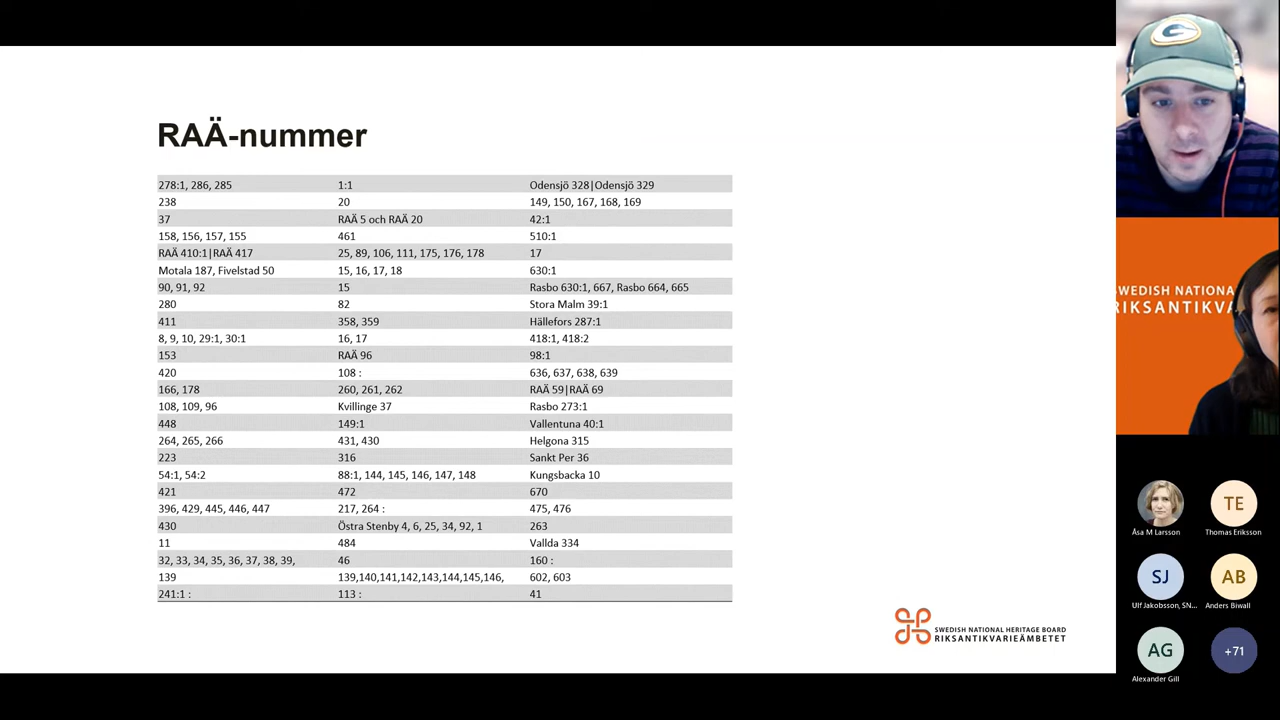 RAÄ-nummer
278:1, 286, 285 1:1 Odensjö 328|Odensjö 329
238 20 149, 150, 167, 168, 169
37 RAÄ 5 och RAÄ 20 42:1
158, 156, 157, 155 461 510:1
RAÄ 410:1|RAÄ 417 25, 89, 106, 111, 175, 176, 178 17
Motala 187, Fivelstad 50 15, 16, 17, 18 630:1
90, 91, 92 15 Rasbo 630:1, 667, Rasbo 664, 665
280 82 Stora Malm 39:1
411 358, 359 Hällefors 287:1
8, 9, 10, 29:1, 30:1 16, 17 418:1, 418:2
153 RAÄ 96 98:1
420 108 : 636, 637, 638, 639
166, 178 260, 261, 262 RAÄ 59|RAÄ 69
108, 109, 96 Kvillinge 37 Rasbo 273:1
448 149:1 Vallentuna 40:1
264, 265, 266 431, 430 Helgona 315
223 316 Sankt Per 36
54:1, 54:2 88:1, 144, 145, 146, 147, 148 Kungsbacka 10
421 472 670
396, 429, 445, 446, 447 217, 264 : 475, 476
430 Östra Stenby 4, 6, 25, 34, 92, 1 263
11 484 Vallda 334
32, 33, 34, 35, 36, 37, 38, 39, 46 160 :
139 139,140,141,142,143,144,145,146, 602, 603
241:1 : 113 : 41
SWEDISH NATIONAL HERITAGE BOARD
RIKSANTIKVARIEÄMBETET
G
SWEDISH NATIONA
RIKSANTIKVA
Åsa M Larsson
TE
Thomas Eriksson
SJ
Ulf Jakobsson, SN...
AB
Anders Biwall
AG
Alexander Gill
+71